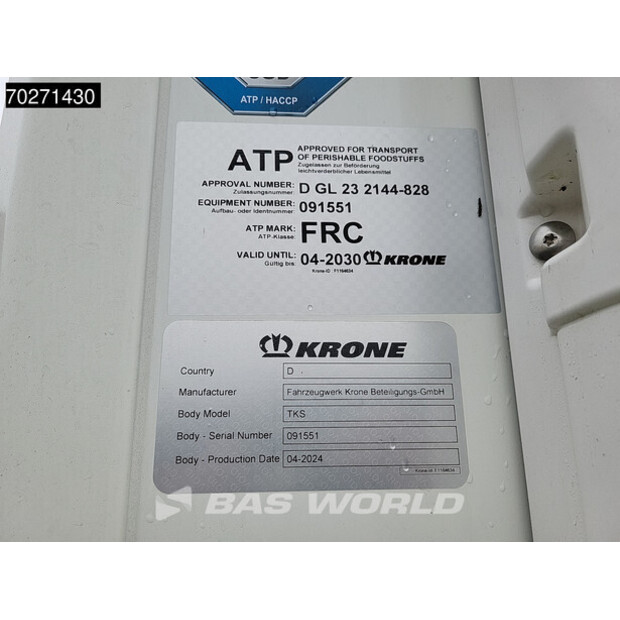 70271430
ATP / HACCP
ATP
APPROVED FOR TRANSPORT
OF PERISHABLE FOODSTUFFS
Zugelassen zur Beförderung
leichtverderblicher Lebensmittel
APPROVAL NUMBER: D GL 23 2144-828
Zulassungsnummer:
EQUIPMENT NUMBER: 091551
Aufbau- oder Identnummer:
ATP MARK: FRC
ATP-Klasse:
VALID UNTIL: 04-2030 KRONE
Gültig bis:
KRONE
Country D
Manufacturer Fahrzeugwerk Krone Beteiligungs-GmbH
Body Model TKS
Body - Serial Number 091551
Body - Production Date 04-2024
BAS WORLD